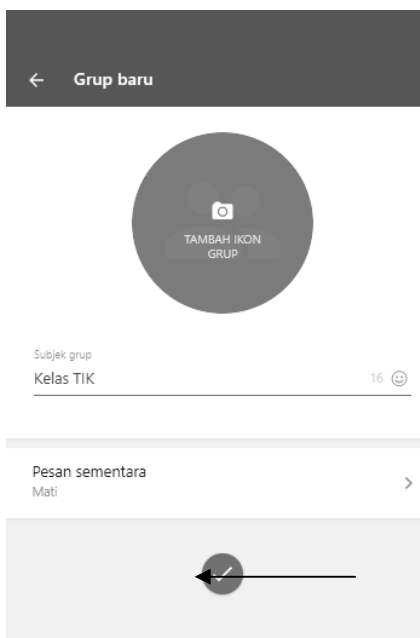 Grup baru
TAMBAH IKON
GRUP
Subjek grup
Kelas TIK 16
Pesan sementara
Mati